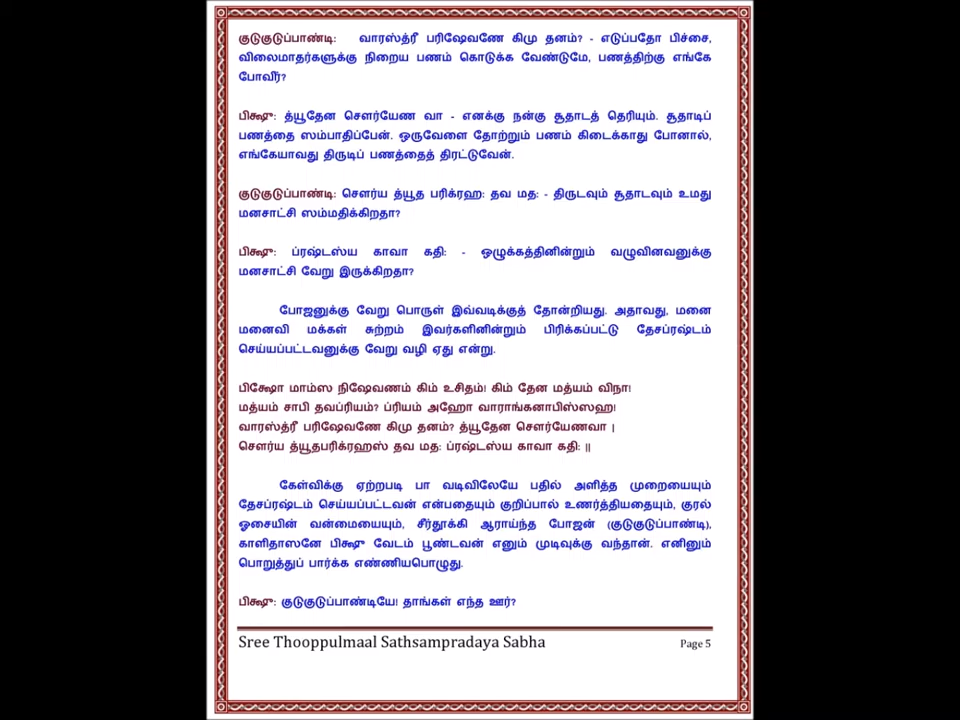 குடுகுடுப்பாண்டி: வாரஸ்த்ரீ பரிஷேவணே கிமு தனம்? - எடுப்பதோ பிச்சை,
விலைமாதர்களுக்கு நிறைய பணம் கொடுக்க வேண்டுமே, பணத்திற்கு எங்கே
போவீர்?
பிக்ஷு: த்யூதேன சௌர்யேண வா - எனக்கு நன்கு சூதாடத் தெரியும். சூதாடிப்
பணத்தை ஸம்பாதிப்பேன். ஒருவேளை தோற்றும் பணம் கிடைக்காது போனால்,
எங்கேயாவது திருடிப் பணத்தைத் திரட்டுவேன்.
குடுகுடுப்பாண்டி: சௌர்ய த்யூத பரிக்ரஹ: தவ மத: - திருடவும் சூதாடவும் உமது
மனசாட்சி ஸம்மதிக்கிறதா?
பிக்ஷு: ப்ரஷ்டஸ்ய காவா கதி: - ஒழுக்கத்தினின்றும் வழுவினவனுக்கு
மனசாட்சி வேறு இருக்கிறதா?
போஜனுக்கு வேறு பொருள் இவ்வடிக்குத் தோன்றியது. அதாவது, மனை
மனைவி மக்கள் சுற்றம் இவர்களினின்றும் பிரிக்கப்பட்டு தேசப்ரஷ்டம்
செய்யப்பட்டவனுக்கு வேறு வழி ஏது என்று.
பிக்ஷோ மாம்ஸ நிஷேவணம் கிம் உசிதம்! கிம் தேன மத்யம் விநா!
மத்யம் சாபி தவப்ரியம்? ப்ரியம் அஹோ வாராங்கனாபிஸ்ஸஹ!
வாரஸ்த்ரீ பரிஷேவணே கிமு தனம்? த்யூதேன சௌர்யேணவா |
சௌர்ய த்யூதபரிக்ரஹஸ் தவ மத: ப்ரஷ்டஸ்ய காவா கதி: ||
கேள்விக்கு ஏற்றபடி பா வடிவிலேயே பதில் அளித்த முறையையும்
தேசப்ரஷ்டம் செய்யப்பட்டவன் என்பதையும் குறிப்பால் உணர்த்தியதையும், குரல்
ஓசையின் வன்மையையும், சீர்தூக்கி ஆராய்ந்த போஜன் (குடுகுடுப்பாண்டி),
காளிதாஸனே பிக்ஷு வேடம் பூண்டவன் எனும் முடிவுக்கு வந்தான். எனினும்
பொறுத்துப் பார்க்க எண்ணியபொழுது.
பிக்ஷு: குடுகுடுப்பாண்டியே! தாங்கள் எந்த ஊர்?
Sree Thooppulmaal Sathsampradaya Sabha Page 5